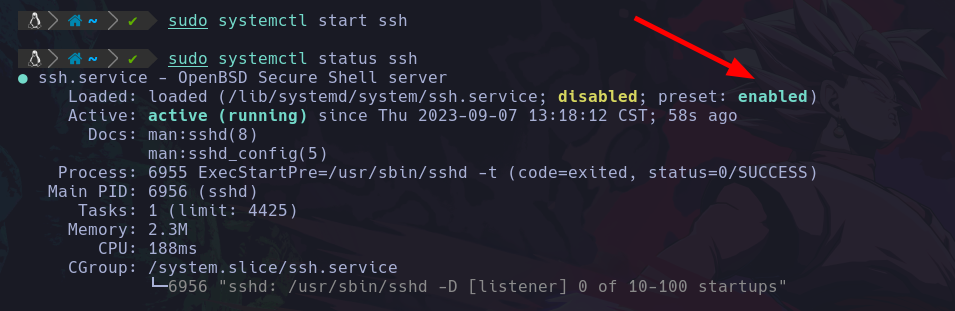 ~ ✔ sudo systemctl start ssh
~ ✔ sudo systemctl status ssh
● ssh.service - OpenBSD Secure Shell server
Loaded: loaded (/lib/systemd/system/ssh.service; disabled; preset: enabled)
Active: active (running) since Thu 2023-09-07 13:18:12 CST; 58s ago
Docs: man:sshd(8)
man:sshd_config(5)
Process: 6955 ExecStartPre=/usr/sbin/sshd -t (code=exited, status=0/SUCCESS)
Main PID: 6956 (sshd)
Tasks: 1 (limit: 4425)
Memory: 2.3M
CPU: 188ms
CGroup: /system.slice/ssh.service
└─6956 "sshd: /usr/sbin/sshd -D [listener] 0 of 10-100 startups"